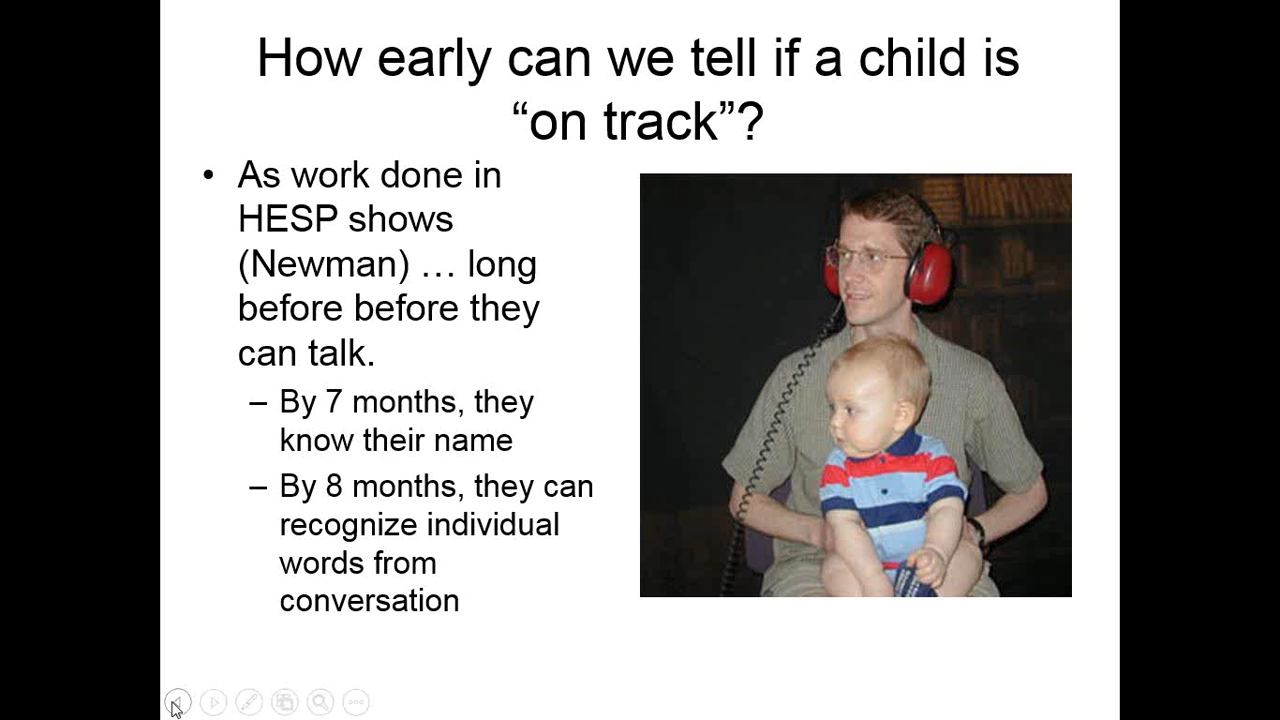 How early can we tell if a child is
“on track”?
• As work done in
HESP shows
(Newman) … long
before before they
can talk.
– By 7 months, they
know their name
– By 8 months, they can
recognize individual
words from
conversation